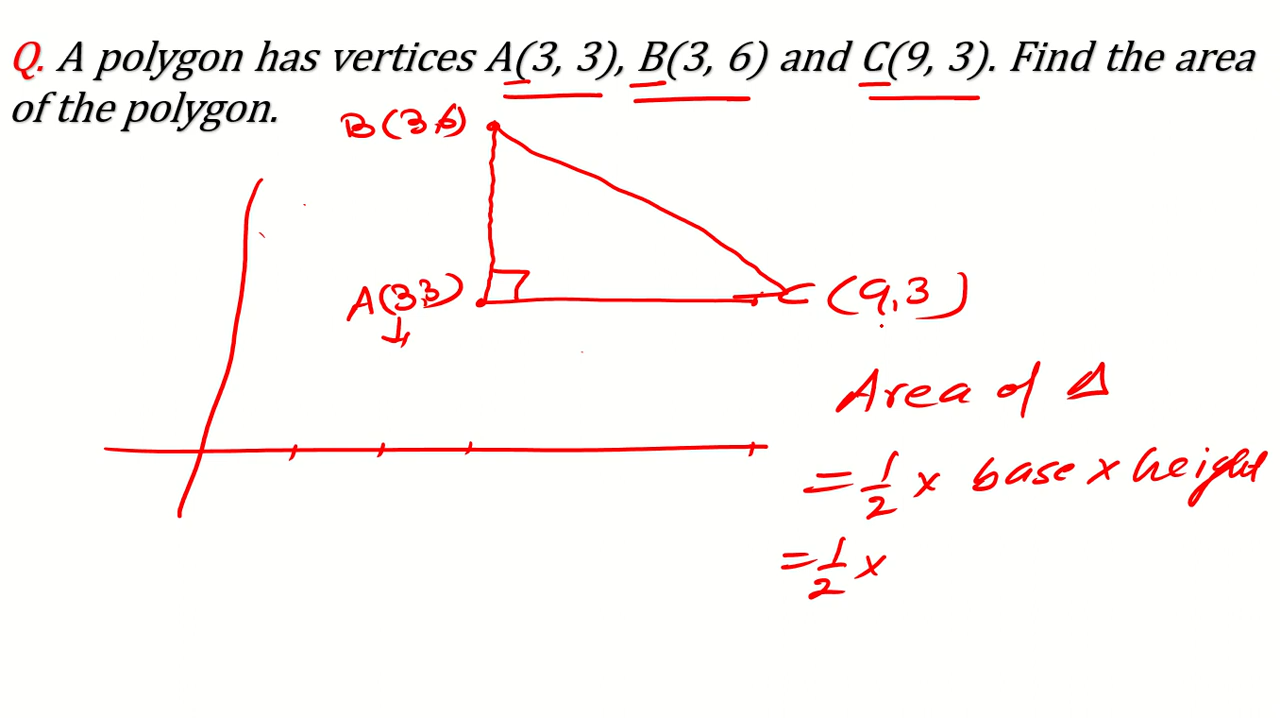 Q. A polygon has vertices A(3, 3), B(3, 6) and C(9, 3). Find the area
of the polygon.
B(3,6)
A(3,3)
C(9,3)
Area of Δ
= 1/2 × base × height
= 1/2 ×